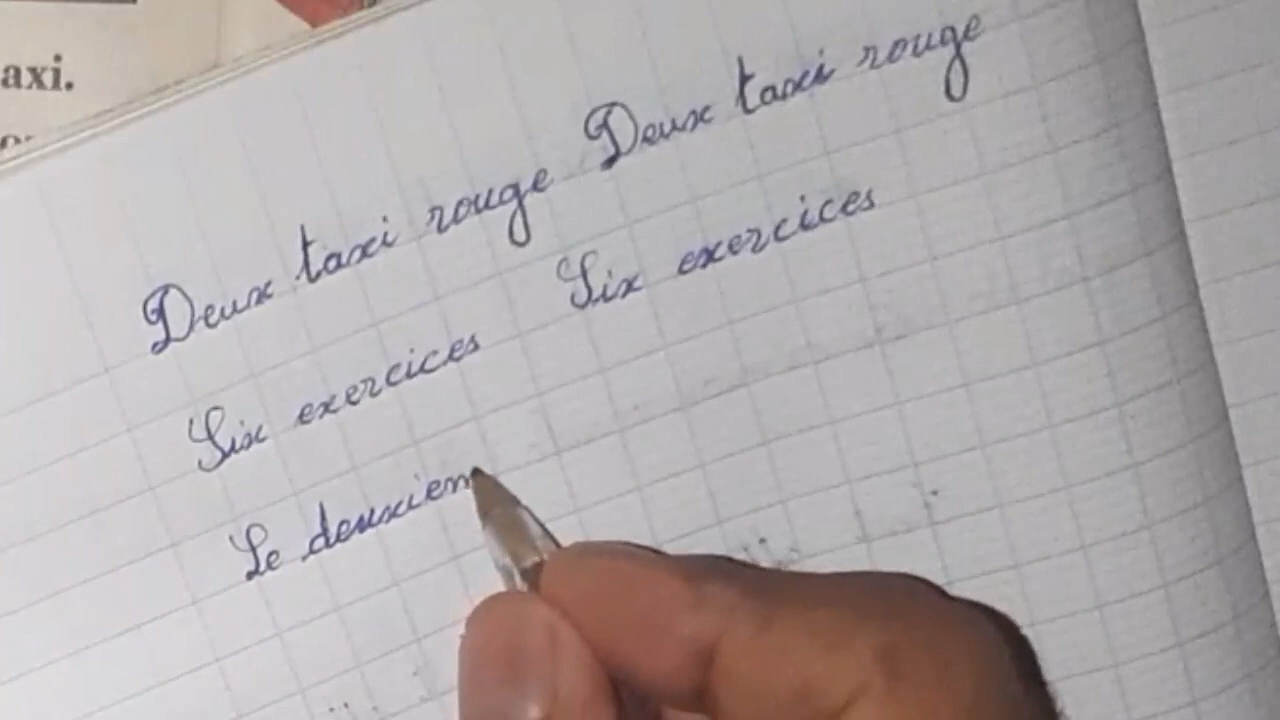 axi.
Deux taxi rouge Deux taxi rouge
Six exercices Six exercices
Le deuxiem